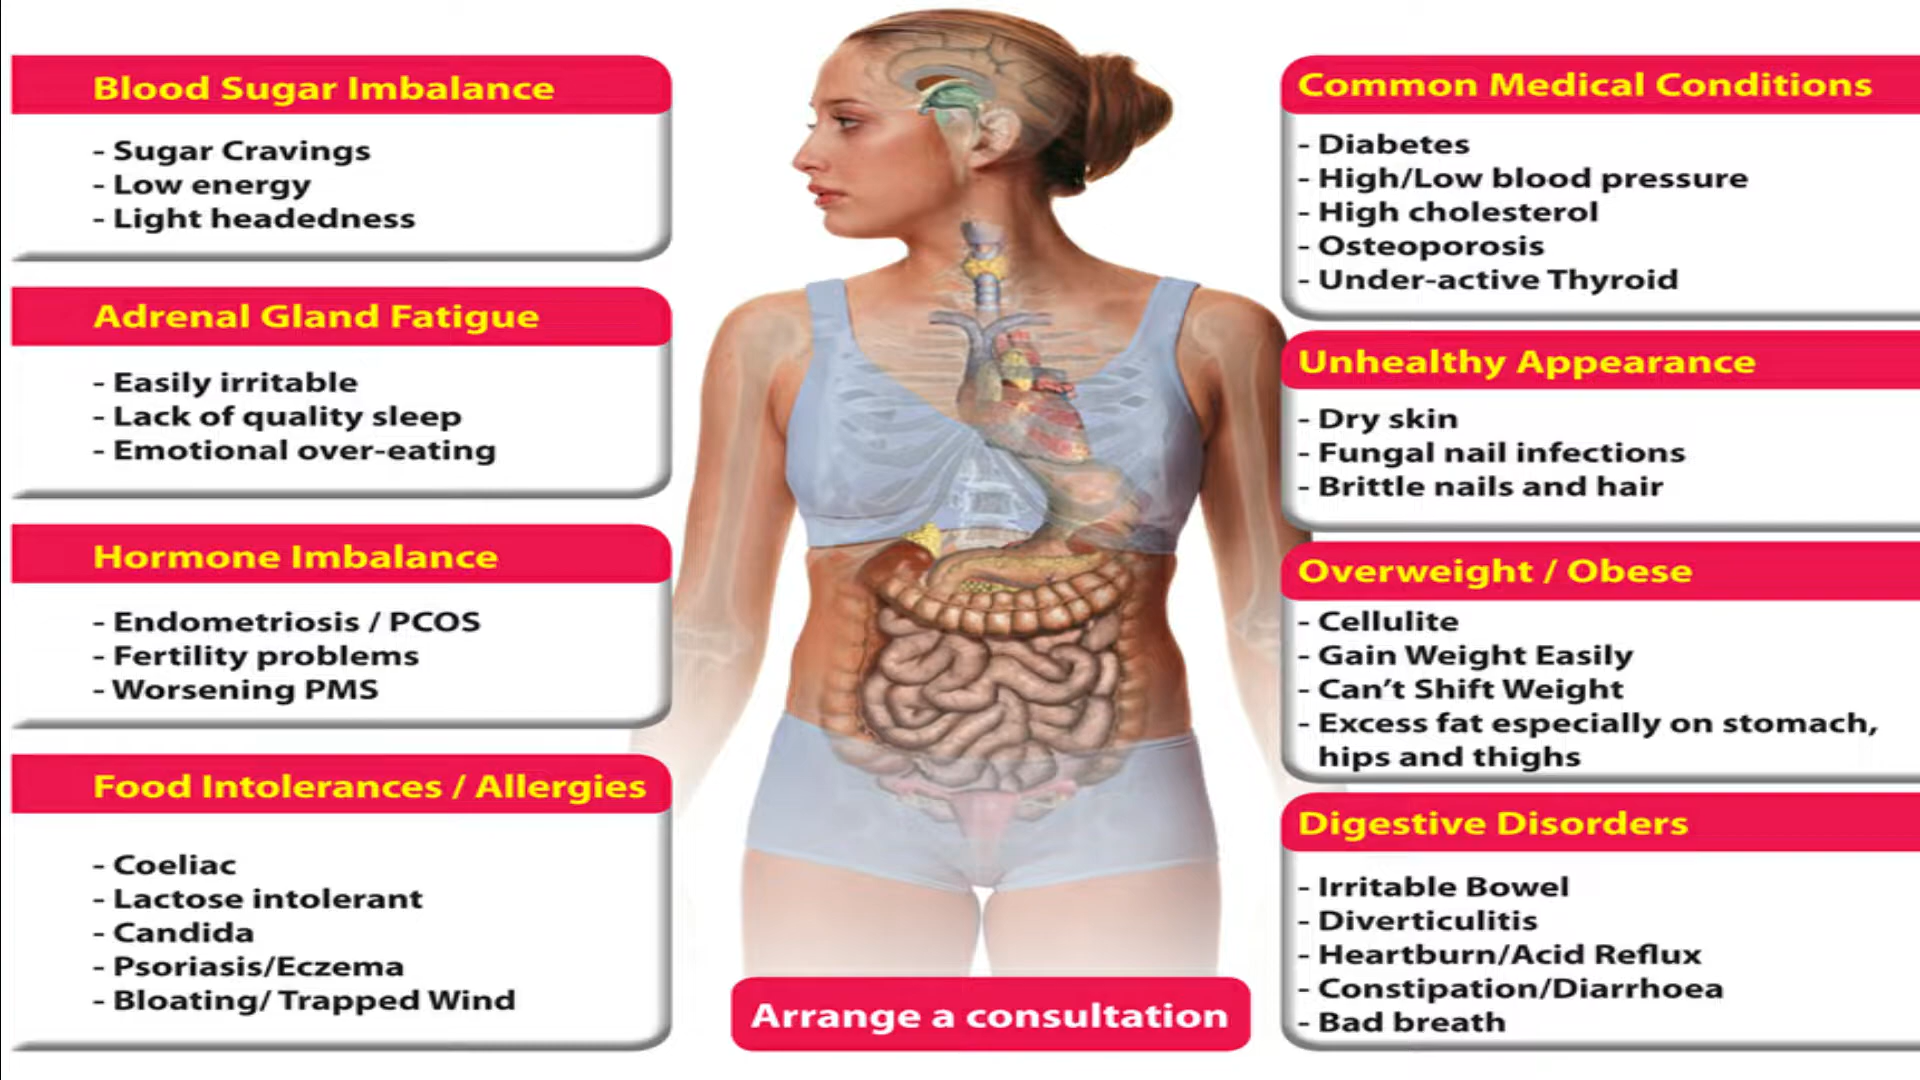 Blood Sugar Imbalance
- Sugar Cravings
- Low energy
- Light headedness
Adrenal Gland Fatigue
- Easily irritable
- Lack of quality sleep
- Emotional over-eating
Hormone Imbalance
- Endometriosis / PCOS
- Fertility problems
- Worsening PMS
Food Intolerances / Allergies
- Coeliac
- Lactose intolerant
- Candida
- Psoriasis/Eczema
- Bloating/ Trapped Wind
Arrange a consultation
Common Medical Conditions
- Diabetes
- High/Low blood pressure
- High cholesterol
- Osteoporosis
- Under-active Thyroid
Unhealthy Appearance
- Dry skin
- Fungal nail infections
- Brittle nails and hair
Overweight / Obese
- Cellulite
- Gain Weight Easily
- Can’t Shift Weight
- Excess fat especially on stomach,
hips and thighs
Digestive Disorders
- Irritable Bowel
- Diverticulitis
- Heartburn/Acid Reflux
- Constipation/Diarrhoea
- Bad breath